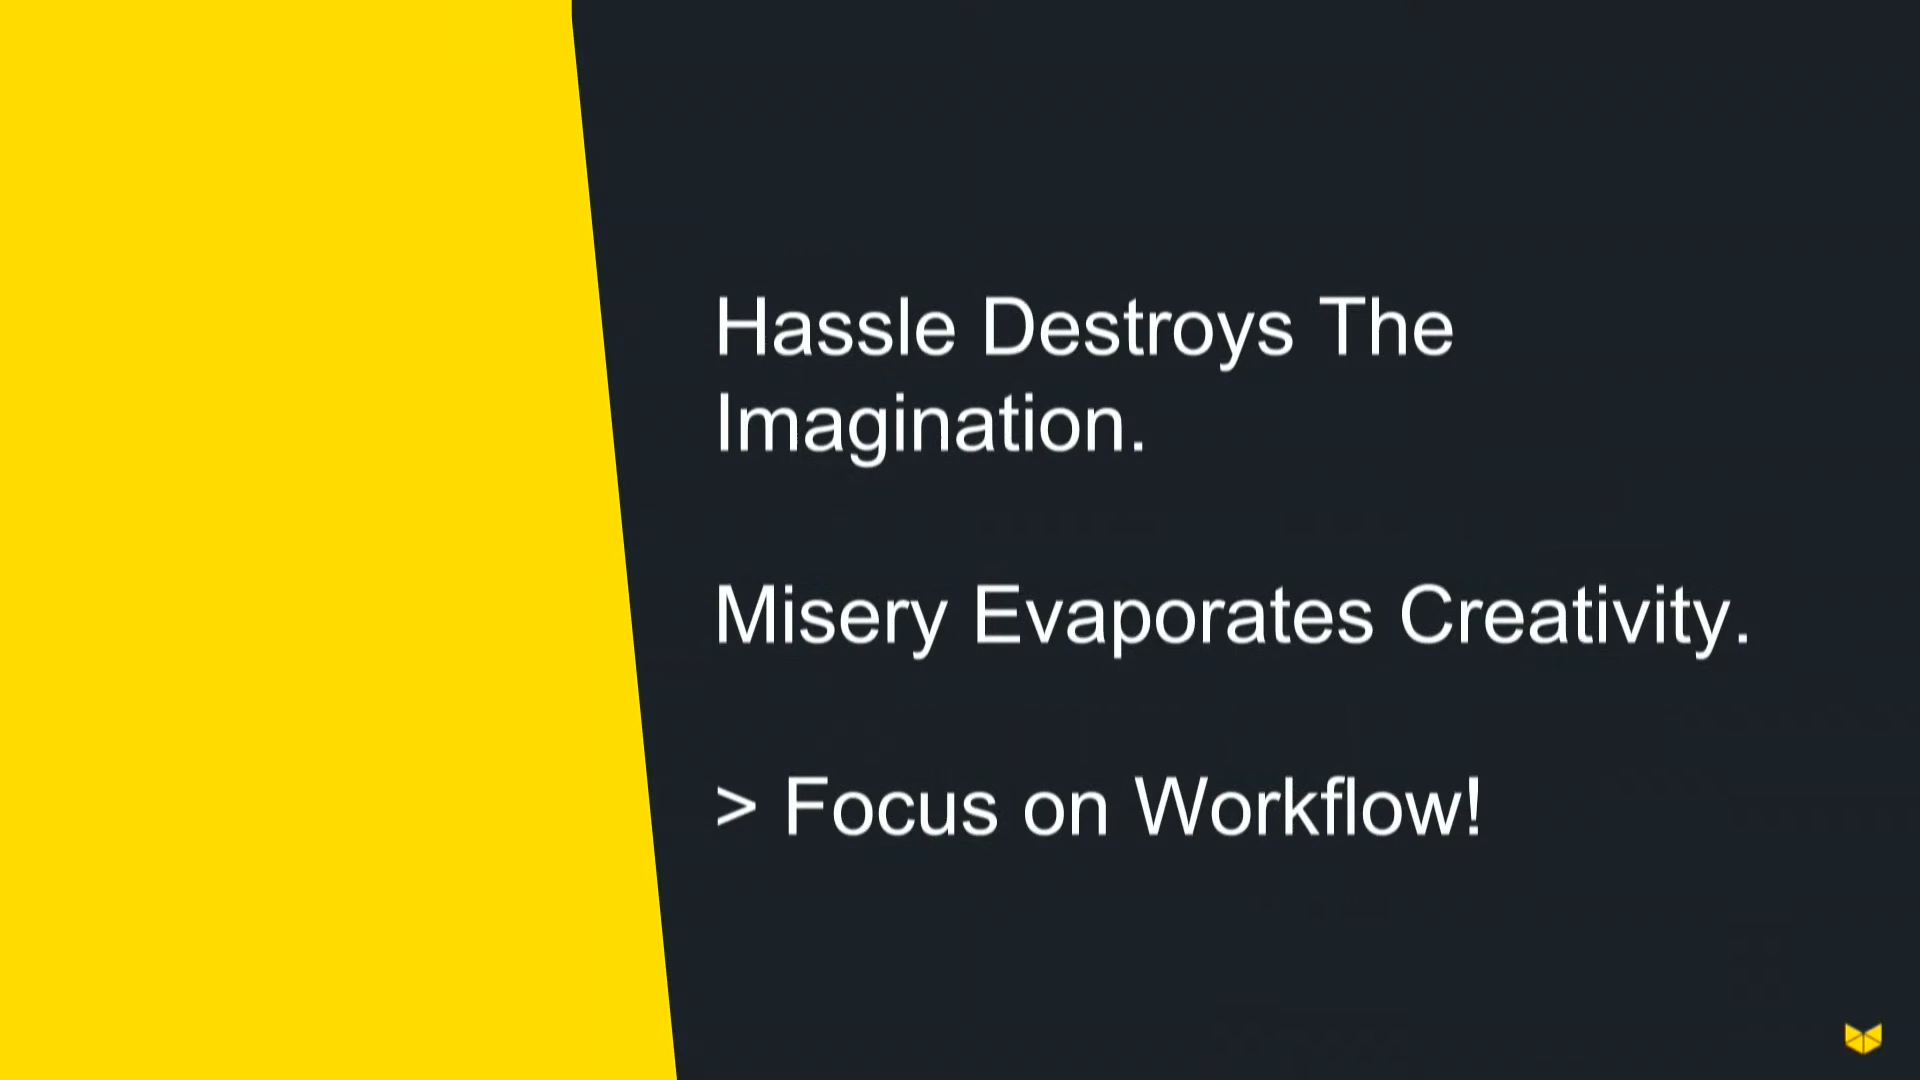 Hassle Destroys The
Imagination.
Misery Evaporates Creativity.
> Focus on Workflow!